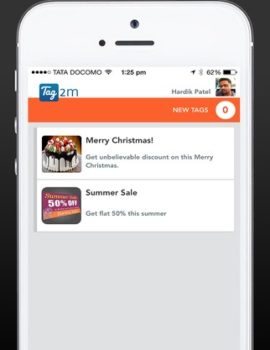 TATA DOCOMO 1:25 pm 62%
Tag2m Hardik Patel
NEW TAGS 0
Merry Christmas!
Get unbelievable discount on this Merry
Christmas.
Summer Sale
SUMMER SALE
50% OFF
Get flat 50% this summer